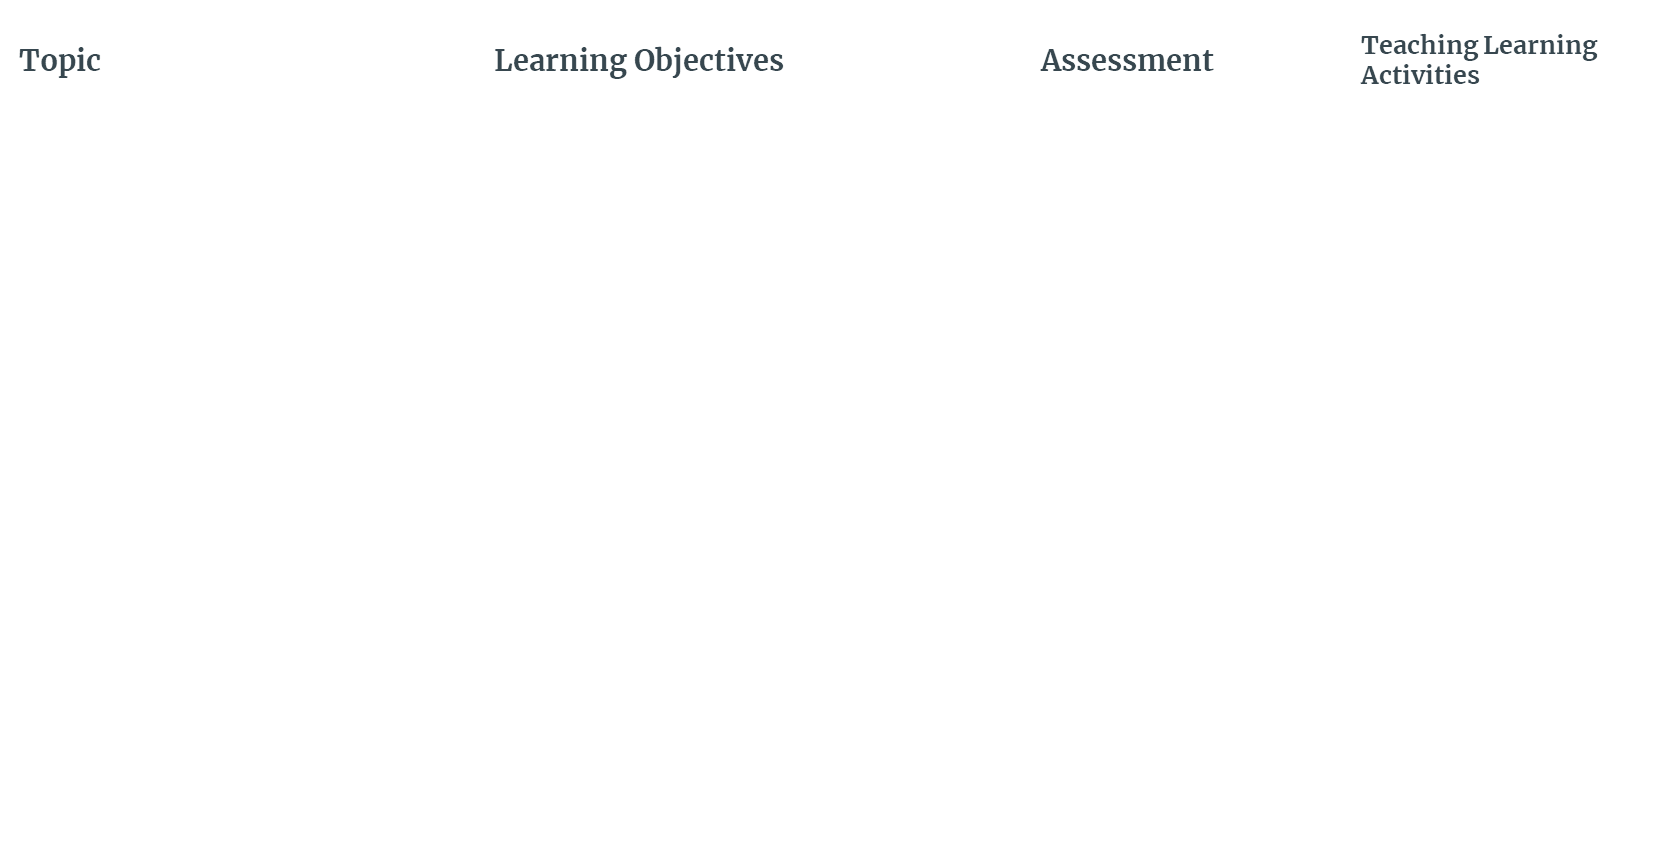 Topic
Learning Objectives
Assessment
Teaching Learning
Activities